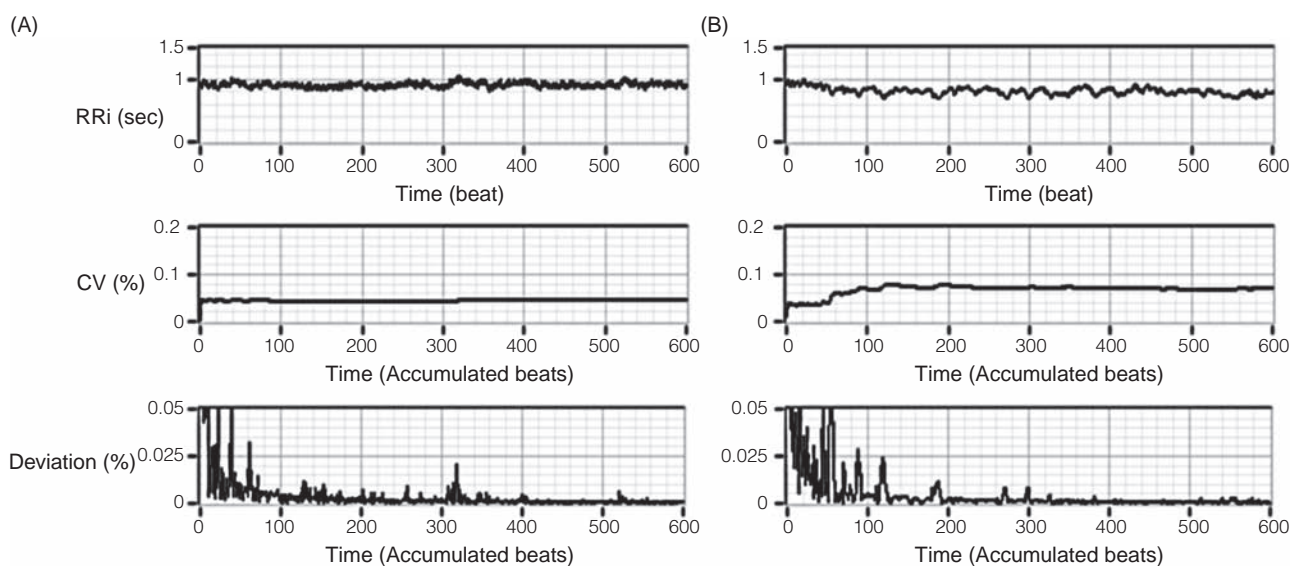 (A)
(B)
RRi (sec)
1.5
1
0
0 100 200 300 400 500 600
Time (beat)
1.5
1
0
0 100 200 300 400 500 600
Time (beat)
CV (%)
0.2
0.1
0
0 100 200 300 400 500 600
Time (Accumulated beats)
0.2
0.1
0
0 100 200 300 400 500 600
Time (Accumulated beats)
Deviation (%)
0.05
0.025
0
0 100 200 300 400 500 600
Time (Accumulated beats)
0.05
0.025
0
0 100 200 300 400 500 600
Time (Accumulated beats)